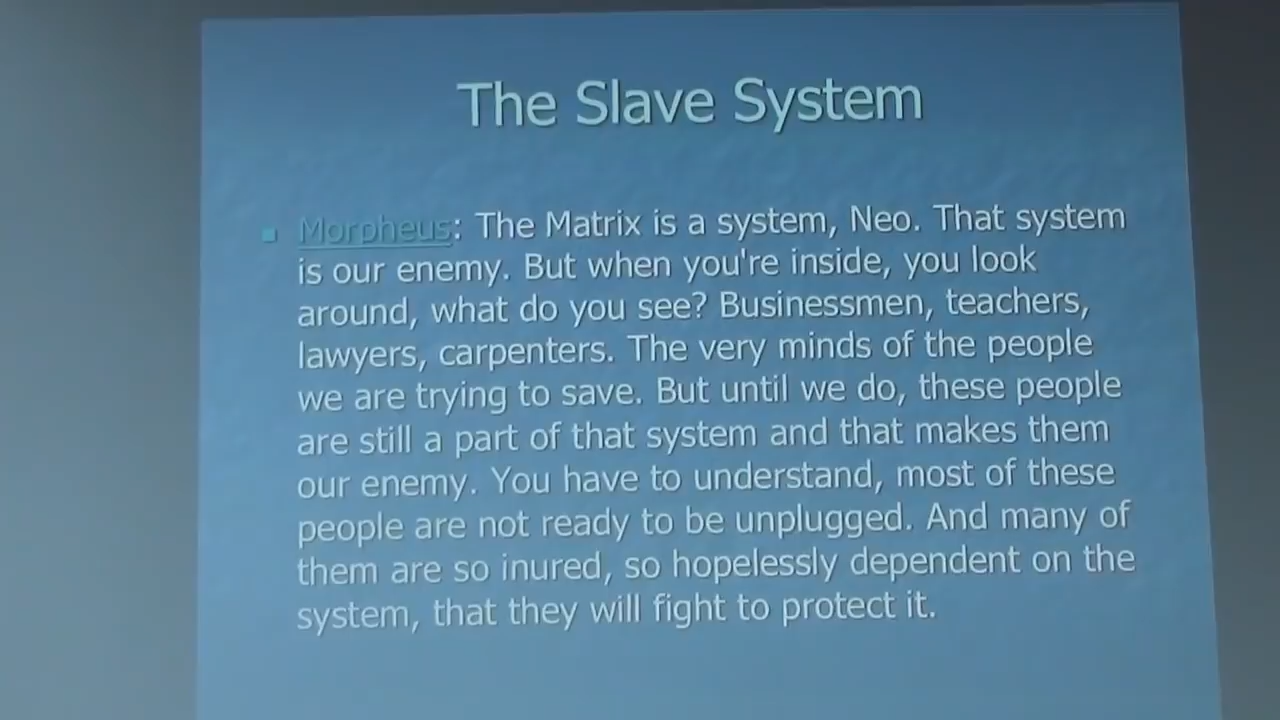 The Slave System
Morpheus: The Matrix is a system, Neo. That system
is our enemy. But when you're inside, you look
around, what do you see? Businessmen, teachers,
lawyers, carpenters. The very minds of the people
we are trying to save. But until we do, these people
are still a part of that system and that makes them
our enemy. You have to understand, most of these
people are not ready to be unplugged. And many of
them are so inured, so hopelessly dependent on the
system, that they will fight to protect it.